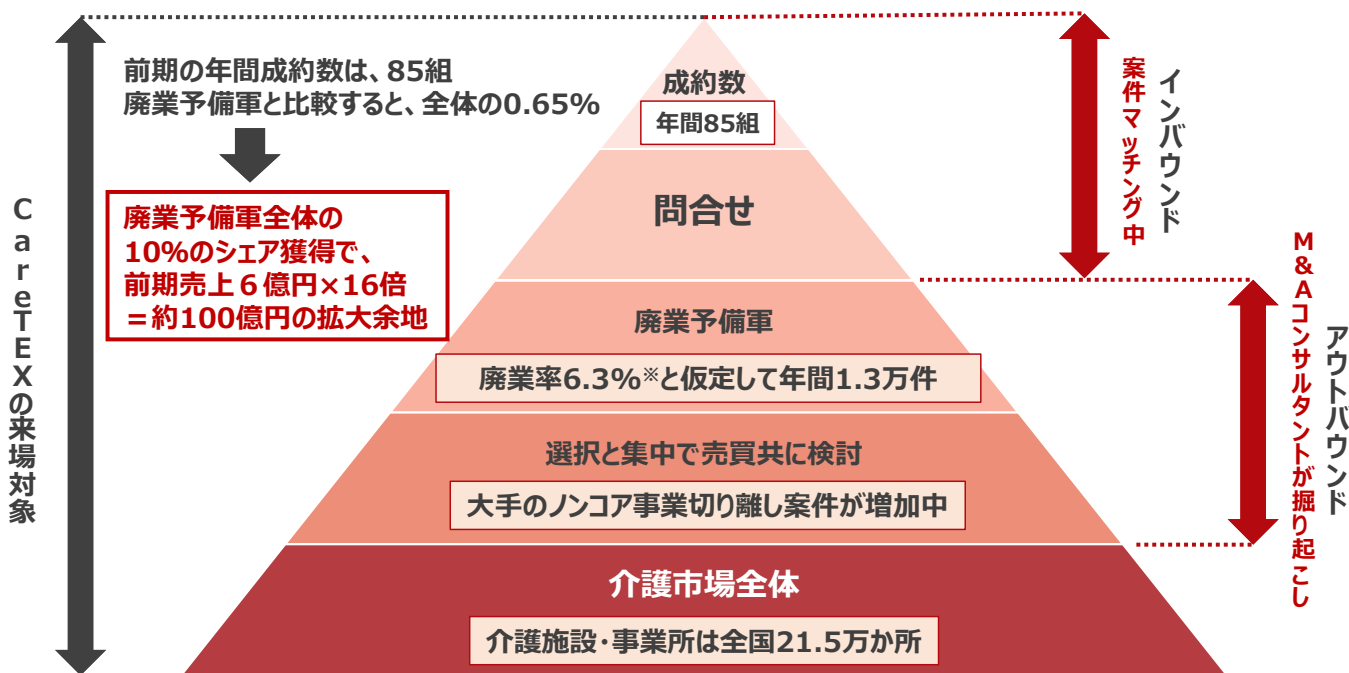 前期の年間成約数は、85組
廃業予備軍と比較すると、全体の0.65%
廃業予備軍全体の
10%のシェア獲得で、
前期売上６億円×16倍
＝約100億円の拡大余地
CareTEXの来場対象
成約数
年間85組
問合せ
廃業予備軍
廃業率6.3%※と仮定して年間1.3万件
選択と集中で売買共に検討
大手のノンコア事業切り離し案件が増加中
介護市場全体
介護施設・事業所は全国21.5万か所
インバウンド
案件マッチング中
アウトバウンド
M&Aコンサルタントが掘り起こし